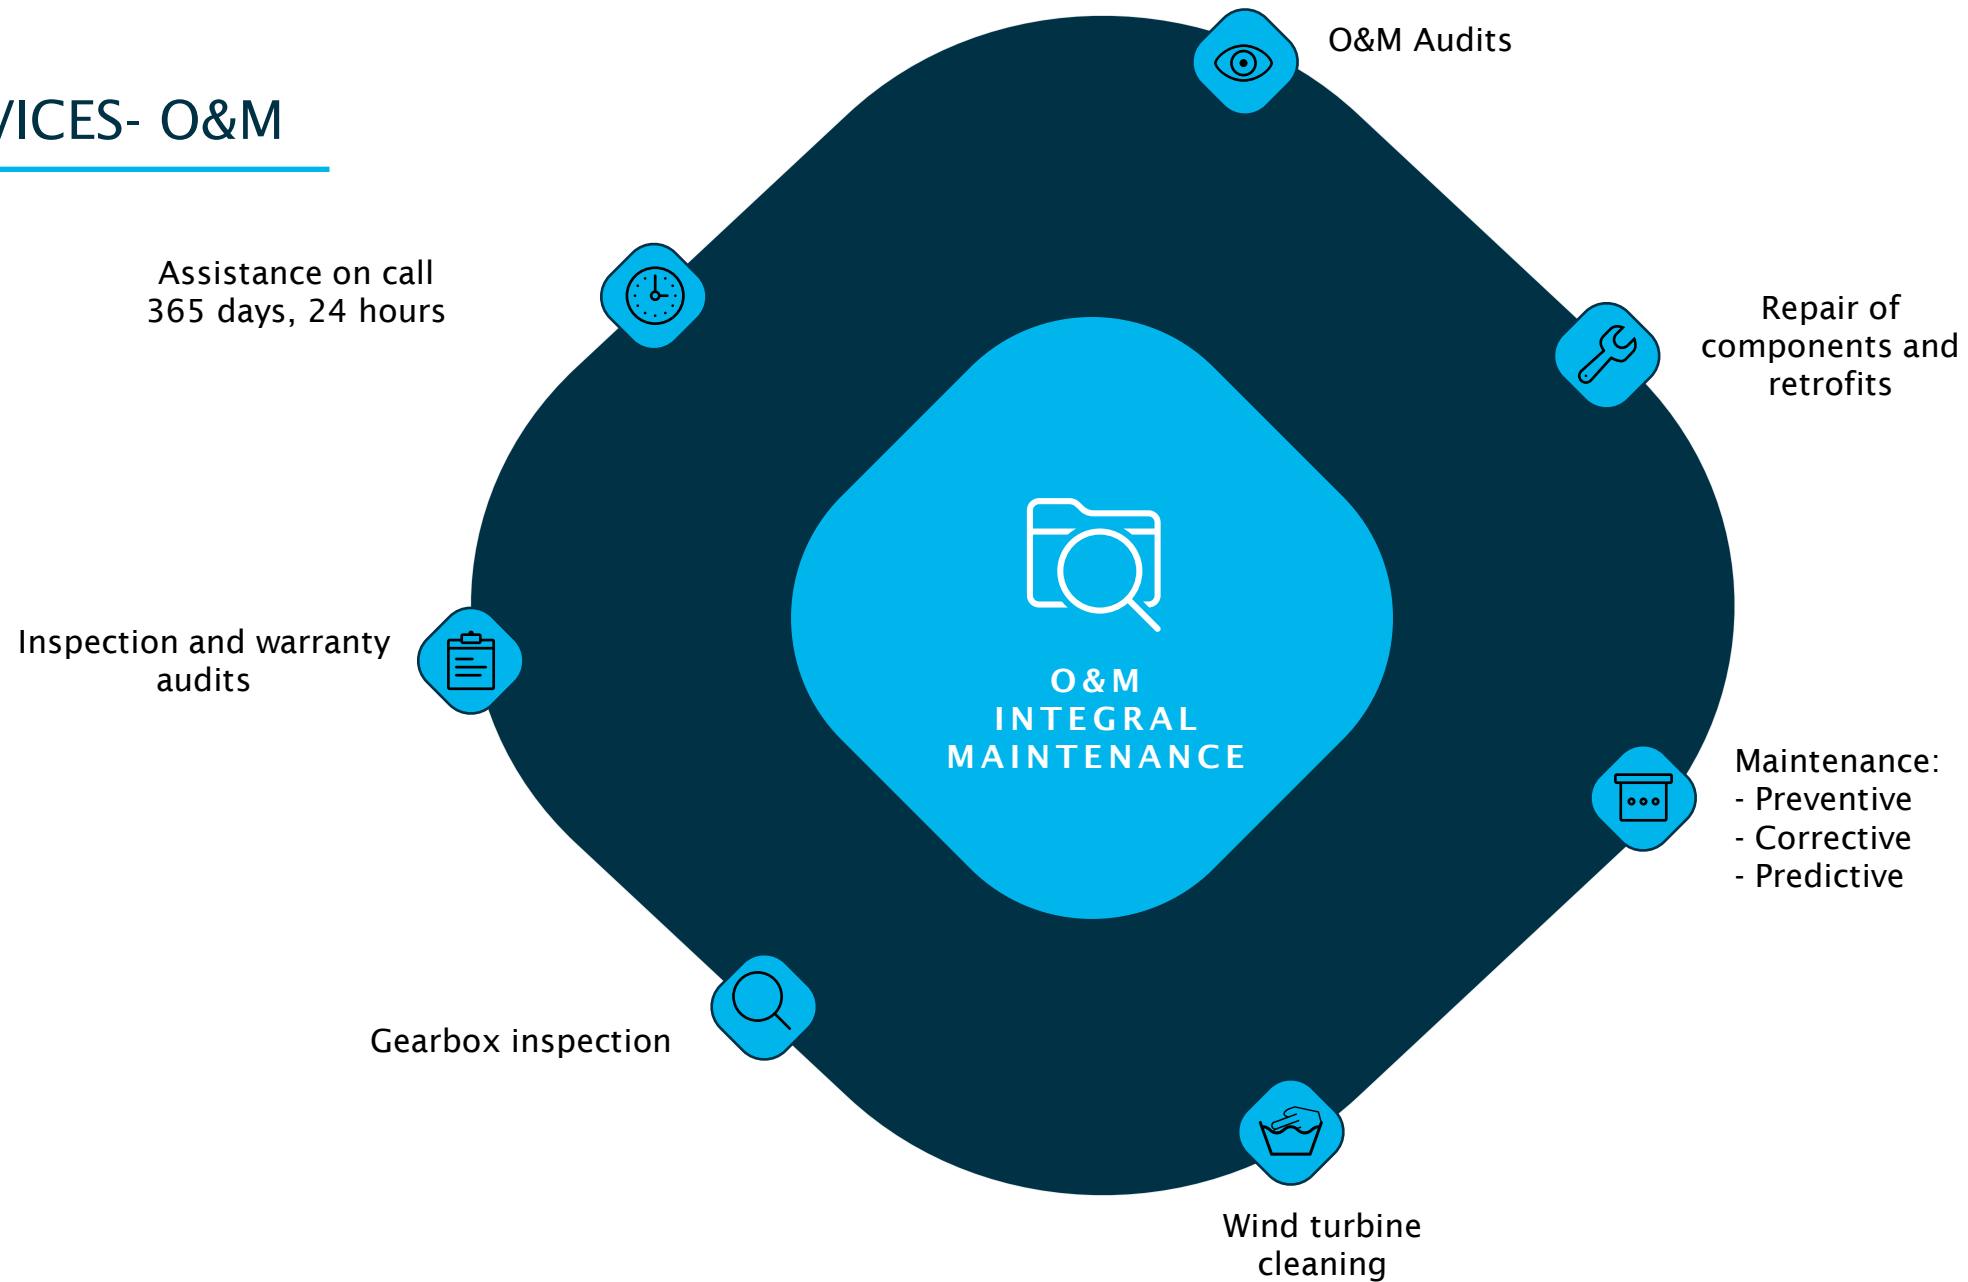 VICES- O&M
O&M Audits
Assistance on call
365 days, 24 hours
Repair of
components and
retrofits
Inspection and warranty
audits
O&M
INTEGRAL
MAINTENANCE
Maintenance:
- Preventive
- Corrective
- Predictive
Gearbox inspection
Wind turbine
cleaning